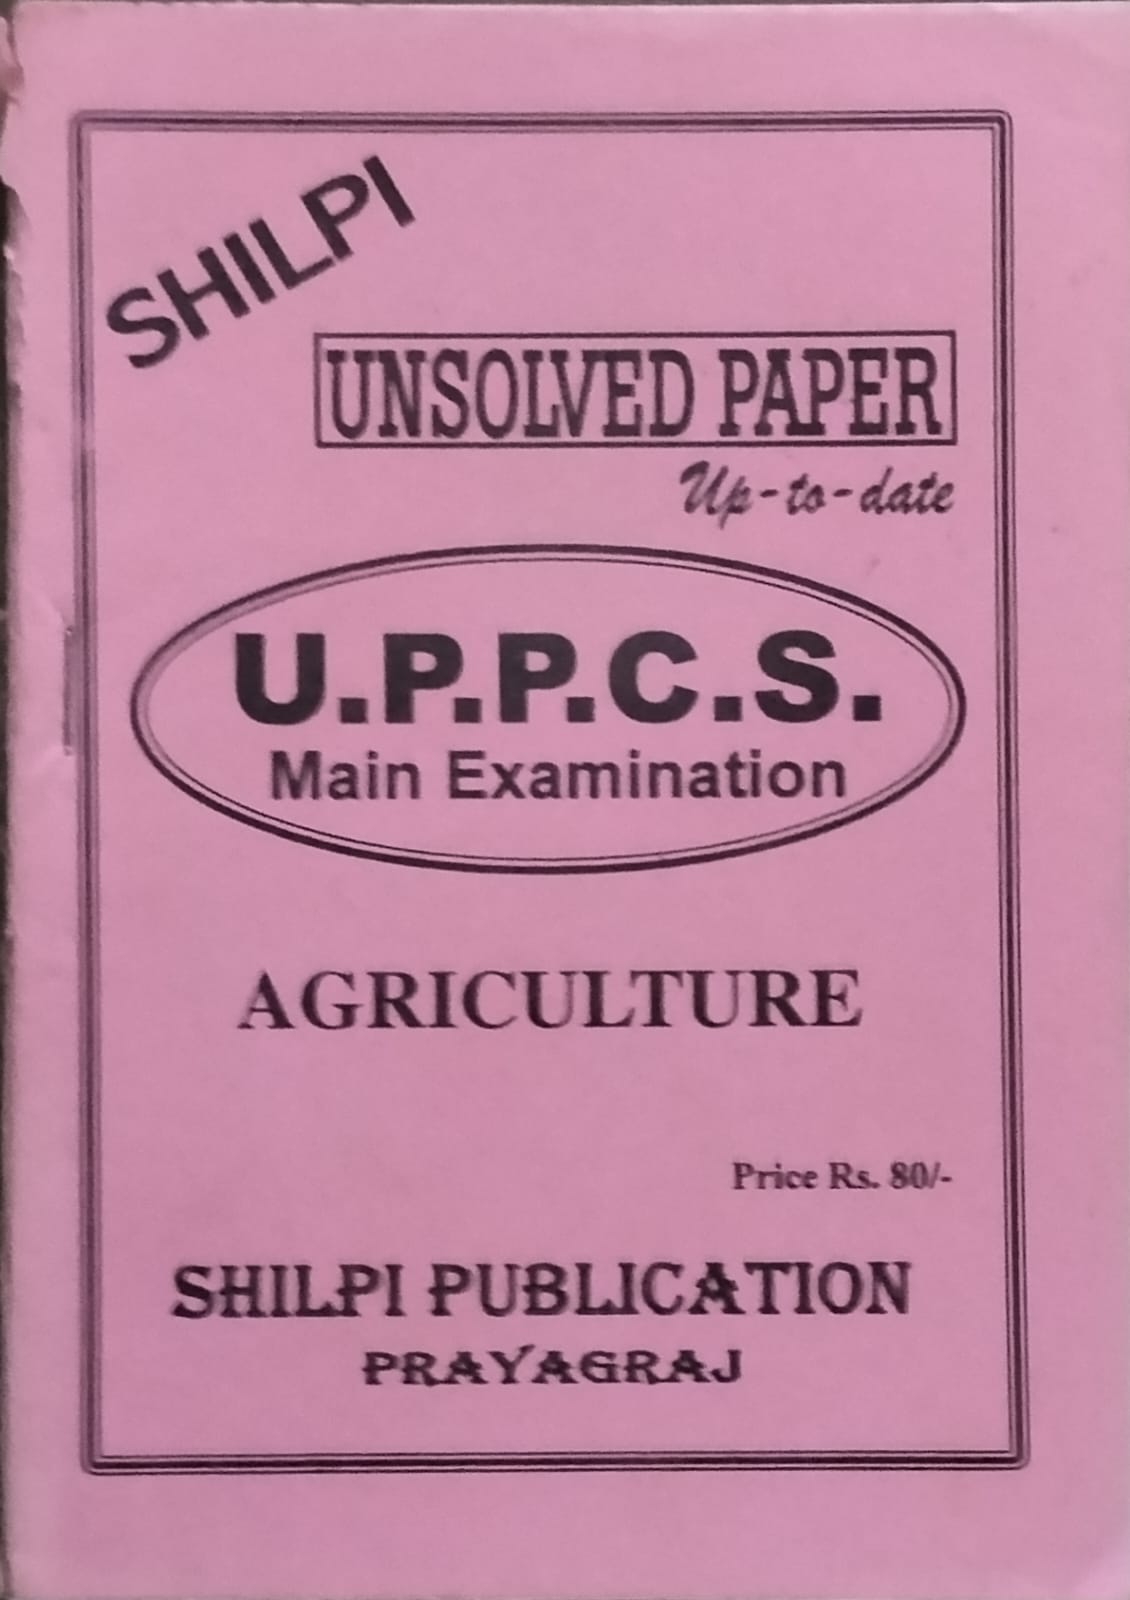 SHILPI
UNSOLVED PAPER
Up-to-date
U.P.P.C.S.
Main Examination
AGRICULTURE
Price Rs. 80/-
SHILPI PUBLICATION
PRAYAGRAJ